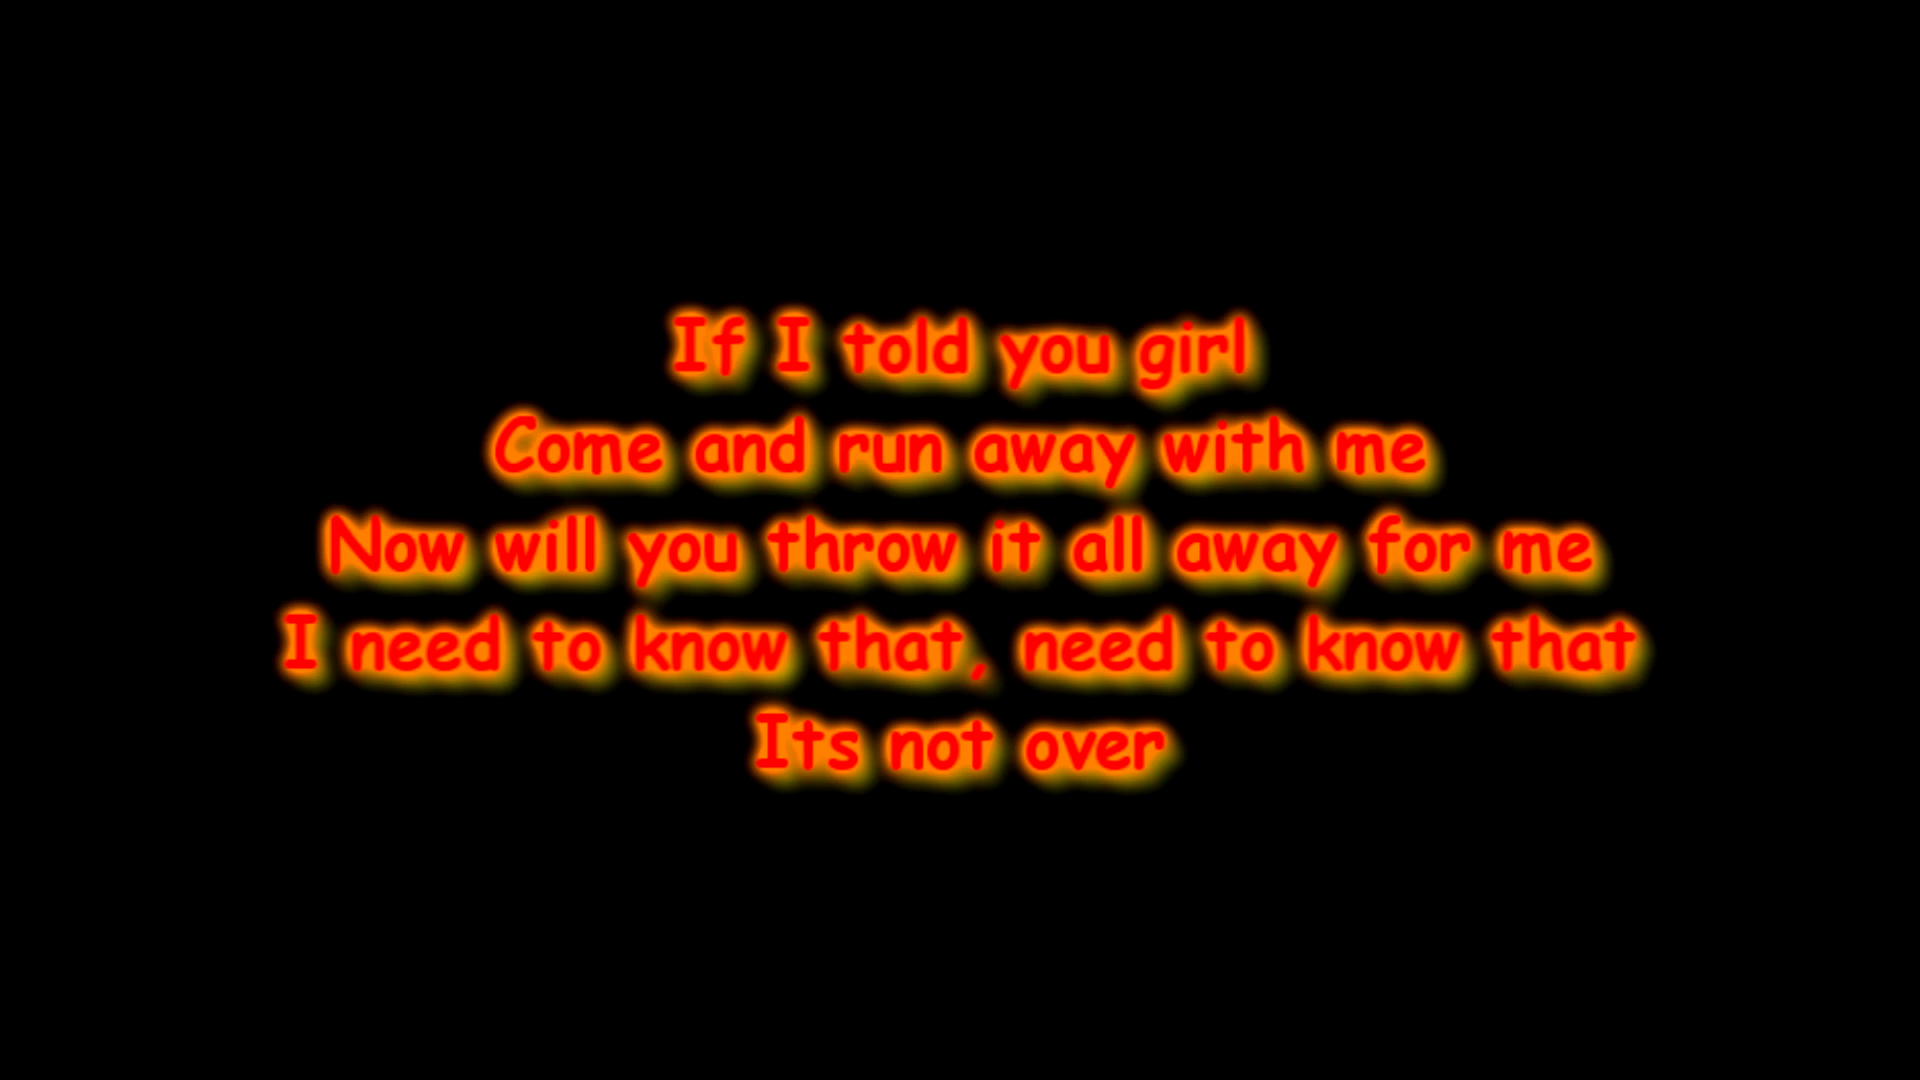 If I told you girl
Come and run away with me
Now will you throw it all away for me
I need to know that, need to know that
Its not over